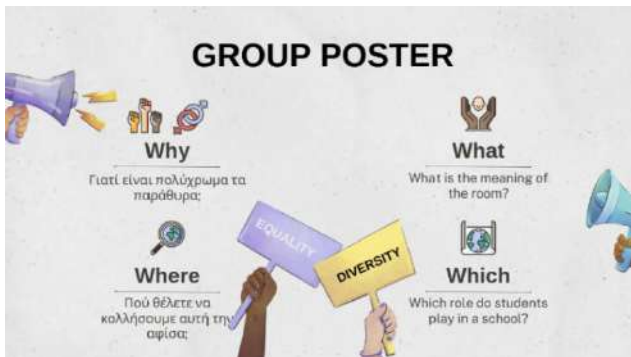 GROUP POSTER
Why
Γιατί είναι πολύχρωμα τα
παράθυρα;
What
What is the meaning of
the room?
EQUALITY
DIVERSITY
Where
Πού θέλετε να
κολλήσουμε αυτή την
αφίσα;
Which
Which role do students
play in a school?